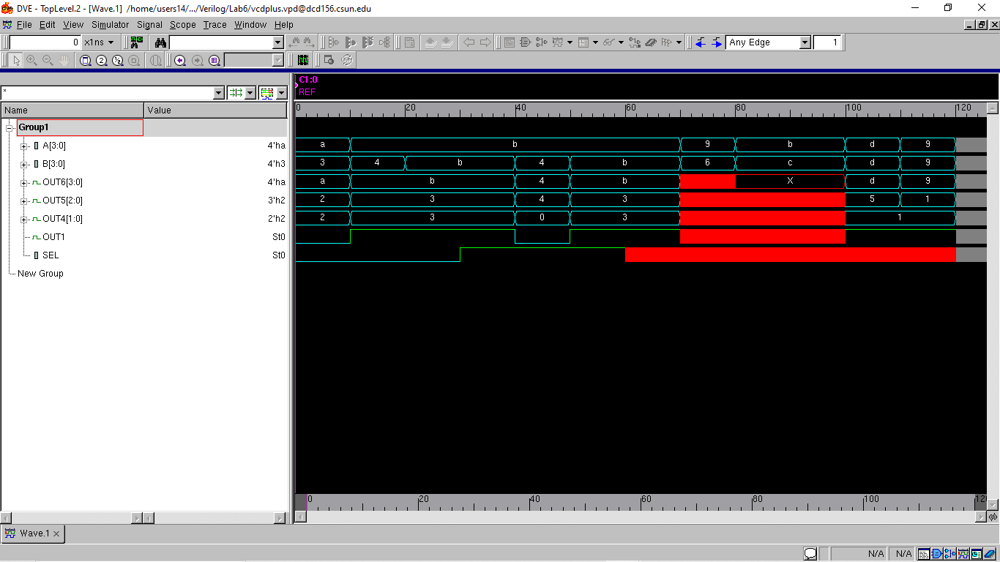 DVE - TopLevel.2 - [Wave.1] /home/users14/.../Verilog/Lab6/vcdplus.vpd@dcd156.csun.edu
File Edit View Simulator Signal Scope Trace Window Help
0 x1ns Any Edge 1
C1:0
REF
*
Name Value
0 20 40 60 80 100 120
Group1
A[3:0] 4'ha a b 9 b d 9
B[3:0] 4'h3 3 4 b 4 b 6 c d 9
OUT6[3:0] 4'ha a b 4 b X d 9
OUT5[2:0] 3'h2 2 3 4 3 5 1
OUT4[1:0] 2'h2 2 3 0 3 1
OUT1 St0
SEL St0
New Group
0 20 40 60 80 100 12
Wave.1
N/A N/A